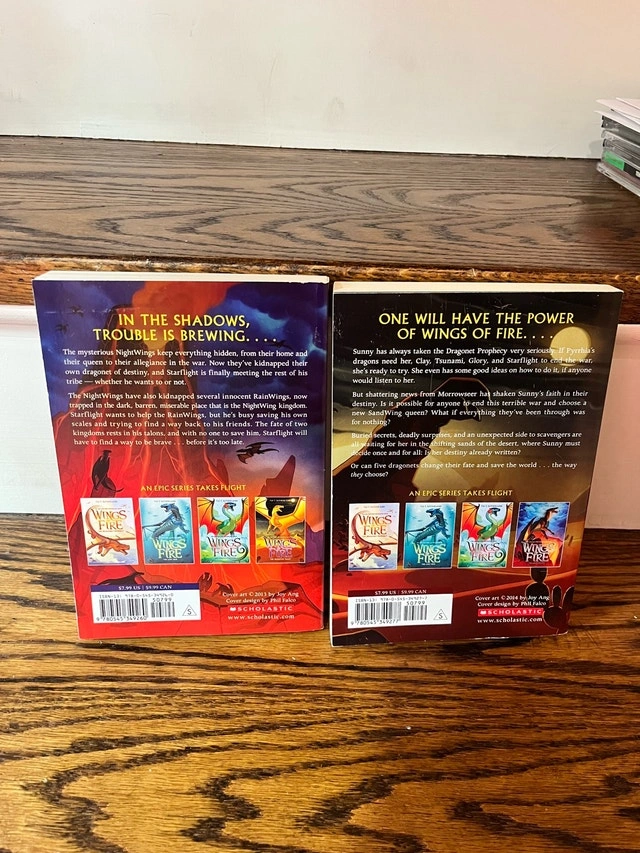 IN THE SHADOWS,
TROUBLE IS BREWING. . . .
The mysterious NightWings keep everything hidden, from their home and
their queen to their allegiance in the war. Now they've kidnapped their
own dragonet of destiny, and Starflight is finally meeting the rest of his
tribe — whether he wants to or not.
The NightWings have also kidnapped several innocent RainWings, now
trapped in the dark, barren, miserable place that is the NightWing kingdom.
Starflight wants to help the RainWings, but he's busy saving his own
scales and trying to find a way back to his friends. The fate of two
kingdoms rests in his talons, and with no one to save him, Starflight will
have to find a way to be brave . . . before it's too late.
AN EPIC SERIES TAKES FLIGHT
WINGS
OF
FIRE
WINGS
OF
FIRE
WINGS
OF
FIRE
WINGS
OF
FIRE
$7.99 US / $9.99 CAN
50799
9 780545 349260
S
Cover art © 2013 by Joy Ang
Cover design by Phil Falco
SCHOLASTIC
www.scholastic.com
ONE WILL HAVE THE POWER
OF WINGS OF FIRE. . . .
Sunny has always taken the Dragonet Prophecy very seriously. If Pyrrhia's
dragons need her, Clay, Tsunami, Glory, and Starflight to end the war,
she's ready to try. She even has some good ideas on how to do it, if anyone
would listen to her.
But shattering news from Morrowseer has shaken Sunny's faith in their
destiny. Is it possible for anyone to end this terrible war and choose a
new SandWing queen? What if everything they've been through was
for nothing?
Buried secrets, deadly surprises, and an unexpected side to scavengers are
all waiting for her in the shifting sands of the desert, where Sunny must
decide once and for all: is her destiny already written?
Or can five dragonets change their fate and save the world . . . the way
they choose?
AN EPIC SERIES TAKES FLIGHT
WINGS
OF
FIRE
WINGS
OF
FIRE
WINGS
OF
FIRE
WINGS
OF
FIRE
$7.99 US / $9.99 CAN
ISBN-13: 978-0-545-34927-7
50799
9 780545 349277
S
Cover art © 2014 by Joy Ang
Cover design by Phil Falco
SCHOLASTIC
www.scholastic.com